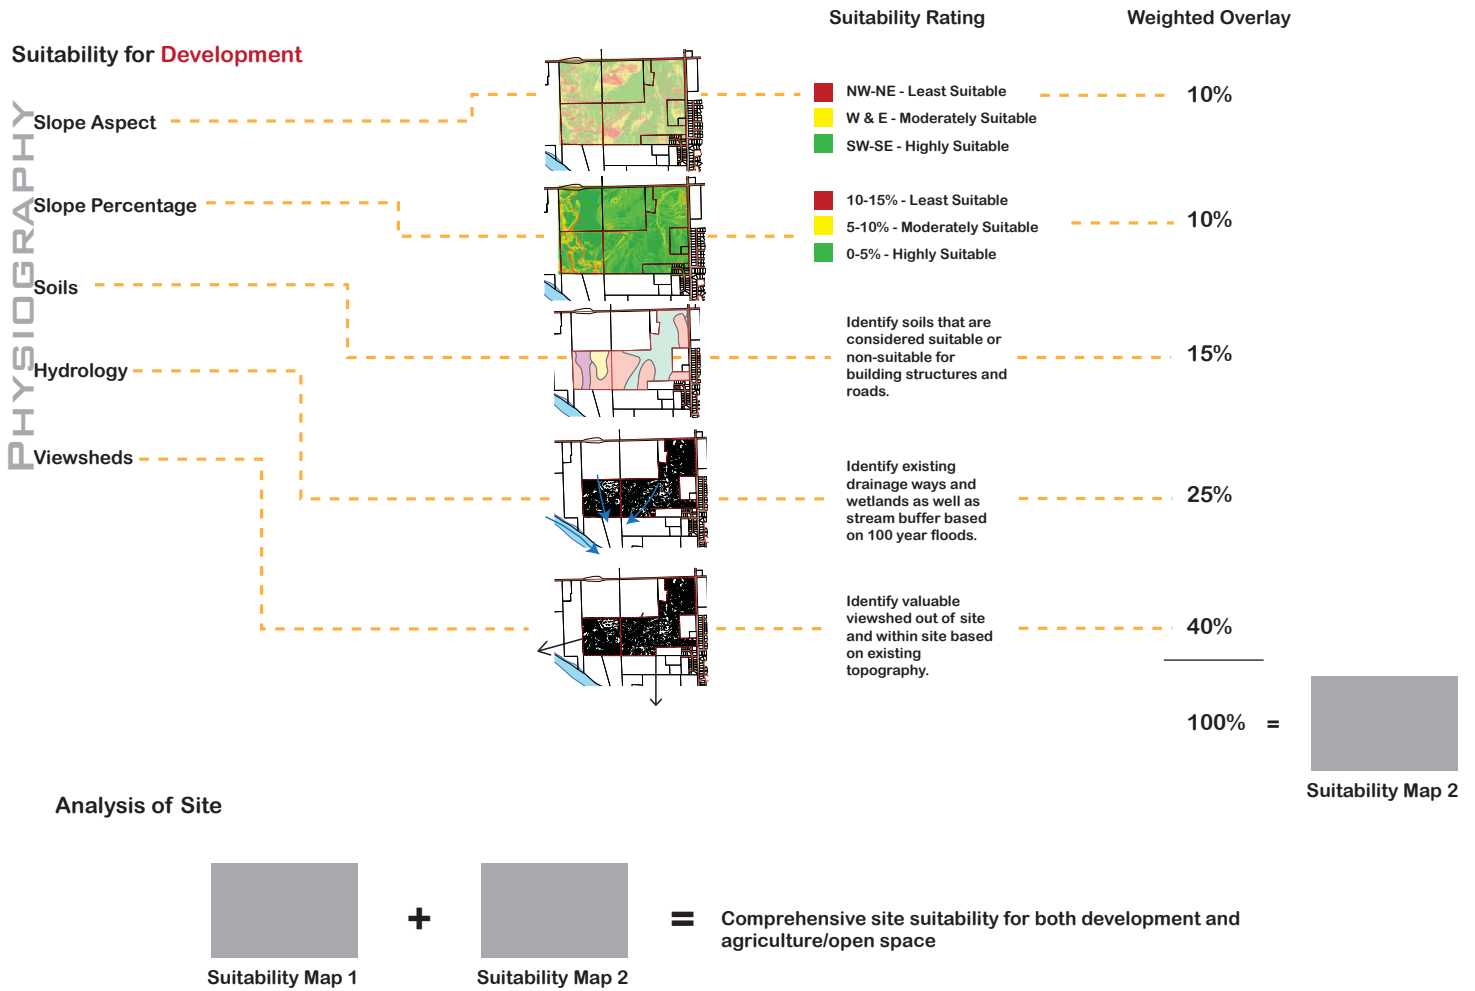 Suitability Rating
Weighted Overlay
Suitability for Development
PHYSIOGRAPHY
Slope Aspect
NW-NE - Least Suitable
W & E - Moderately Suitable
SW-SE - Highly Suitable
10%
Slope Percentage
10-15% - Least Suitable
5-10% - Moderately Suitable
0-5% - Highly Suitable
10%
Soils
Identify soils that are
considered suitable or
non-suitable for
building structures and
roads.
15%
Hydrology
Identify existing
drainage ways and
wetlands as well as
stream buffer based
on 100 year floods.
25%
Viewsheds
Identify valuable
viewshed out of site
and within site based
on existing
topography.
40%
100% =
Suitability Map 2
Analysis of Site
+
=
Comprehensive site suitability for both development and
agriculture/open space
Suitability Map 1
Suitability Map 2